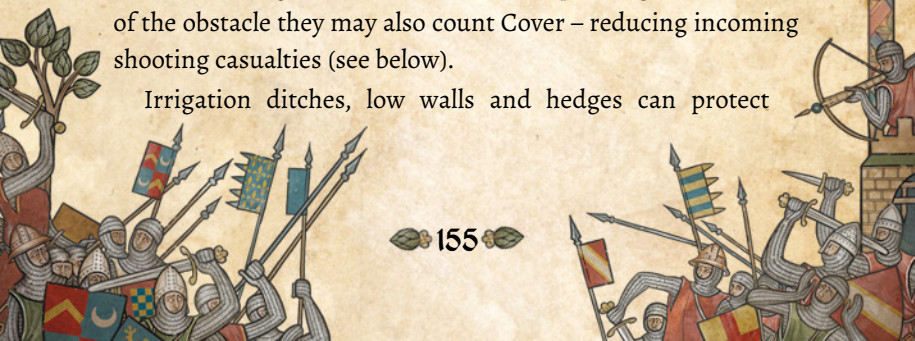 of the obstacle they may also count Cover – reducing incoming
shooting casualties (see below).
Irrigation ditches, low walls and hedges can protect
155